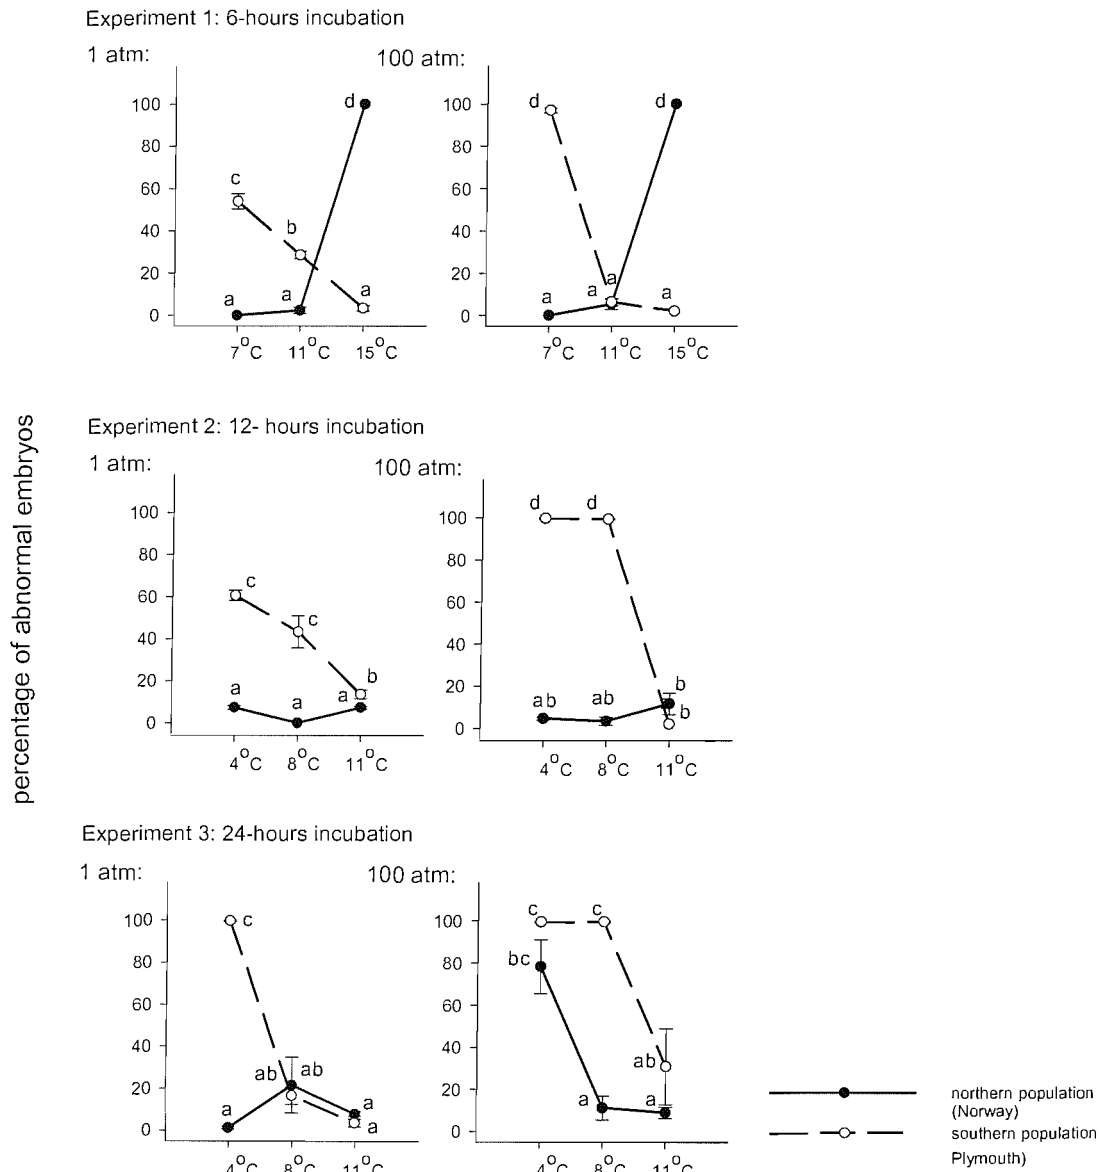 Experiment 1: 6-hours incubation
1 atm:
100 atm:
100
80
60
40
20
0
c
b
a
a
a
d
7°C
11°C
15°C
100
80
60
40
20
0
d
a
a
a
a
d
7°C
11°C
15°C
percentage of abnormal embryos
Experiment 2: 12- hours incubation
1 atm:
100 atm:
100
80
60
40
20
0
c
c
b
a
a
a
4°C
8°C
11°C
100
80
60
40
20
0
d
d
b
b
ab
ab
4°C
8°C
11°C
Experiment 3: 24-hours incubation
1 atm:
100 atm:
100
80
60
40
20
0
c
ab
ab
a
a
a
4°C
8°C
11°C
100
80
60
40
20
0
c
c
bc
ab
a
a
4°C
8°C
11°C
northern population
(Norway)
southern population
Plymouth)